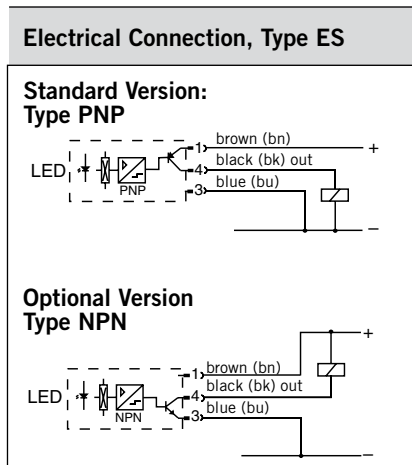 Electrical Connection, Type ES
Standard Version:
Type PNP
1 brown (bn) +
4 black (bk) out
LED
PNP
3 blue (bu)
−
Optional Version
Type NPN
+
1 brown (bn)
4 black (bk) out
LED
NPN
3 blue (bu)
−